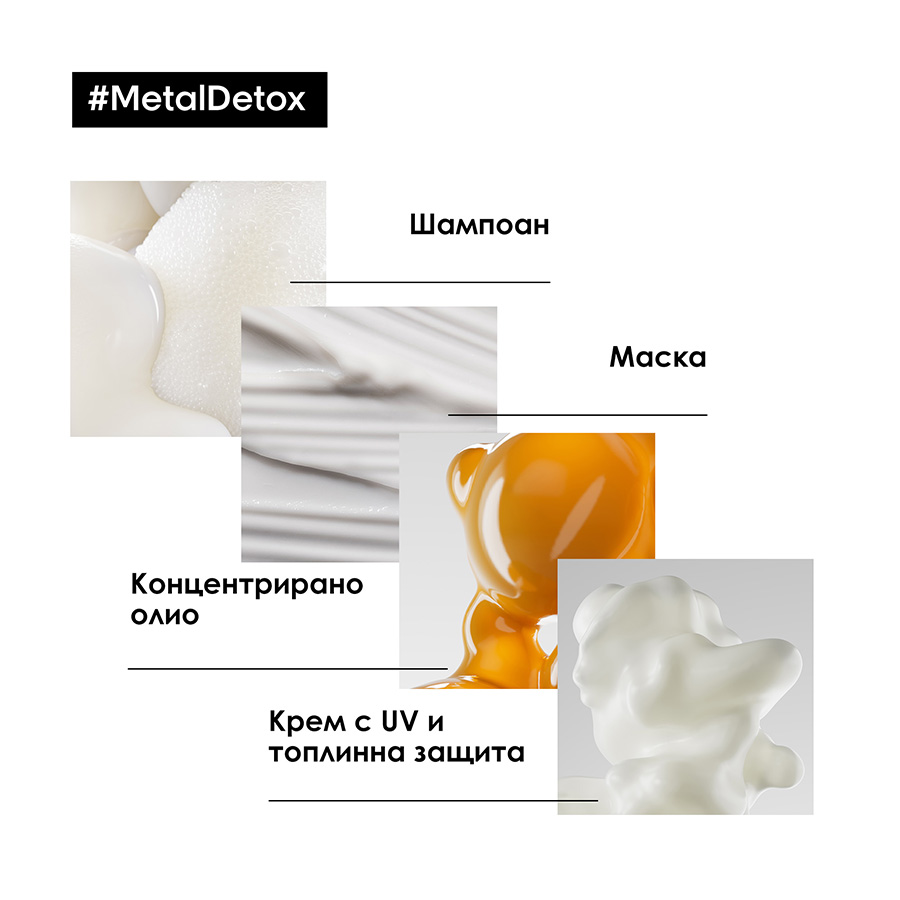 #MetalDetox
Шампоан
Маска
Концентрирано
олио
Крем с UV и
топлинна защита